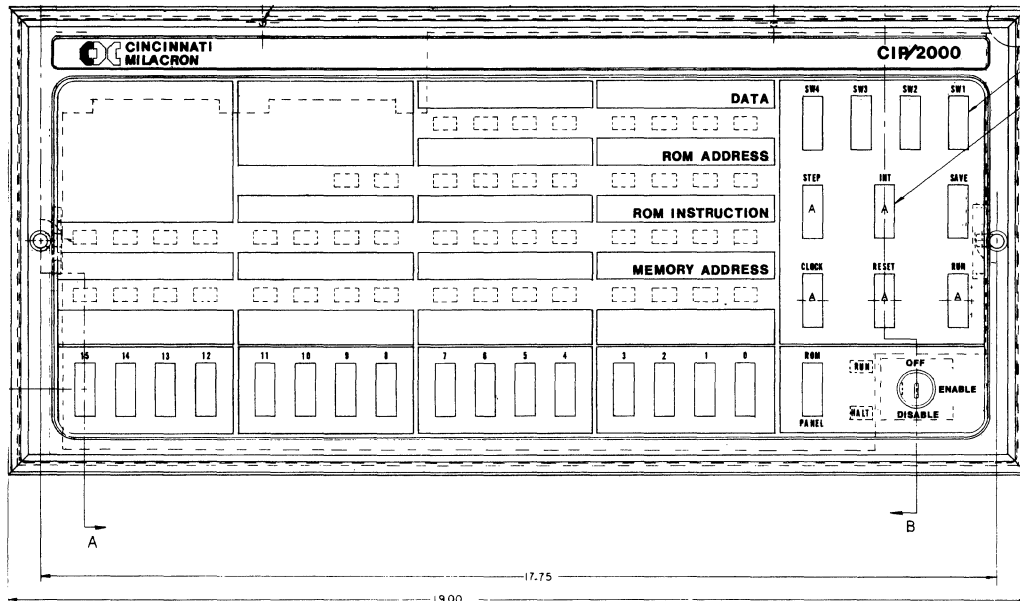 CINCINNATI
MILACRON
CIP/2000
DATA
SW4 SW3 SW2 SW1
ROM ADDRESS
STEP INT SAVE
A A
ROM INSTRUCTION
MEMORY ADDRESS
CLOCK RESET RUN
A A A
15 14 13 12 11 10 9 8 7 6 5 4 3 2 1 0
ROM
PANEL
RUN
HALT
OFF
ENABLE
DISABLE
A
B
17.75
19.00